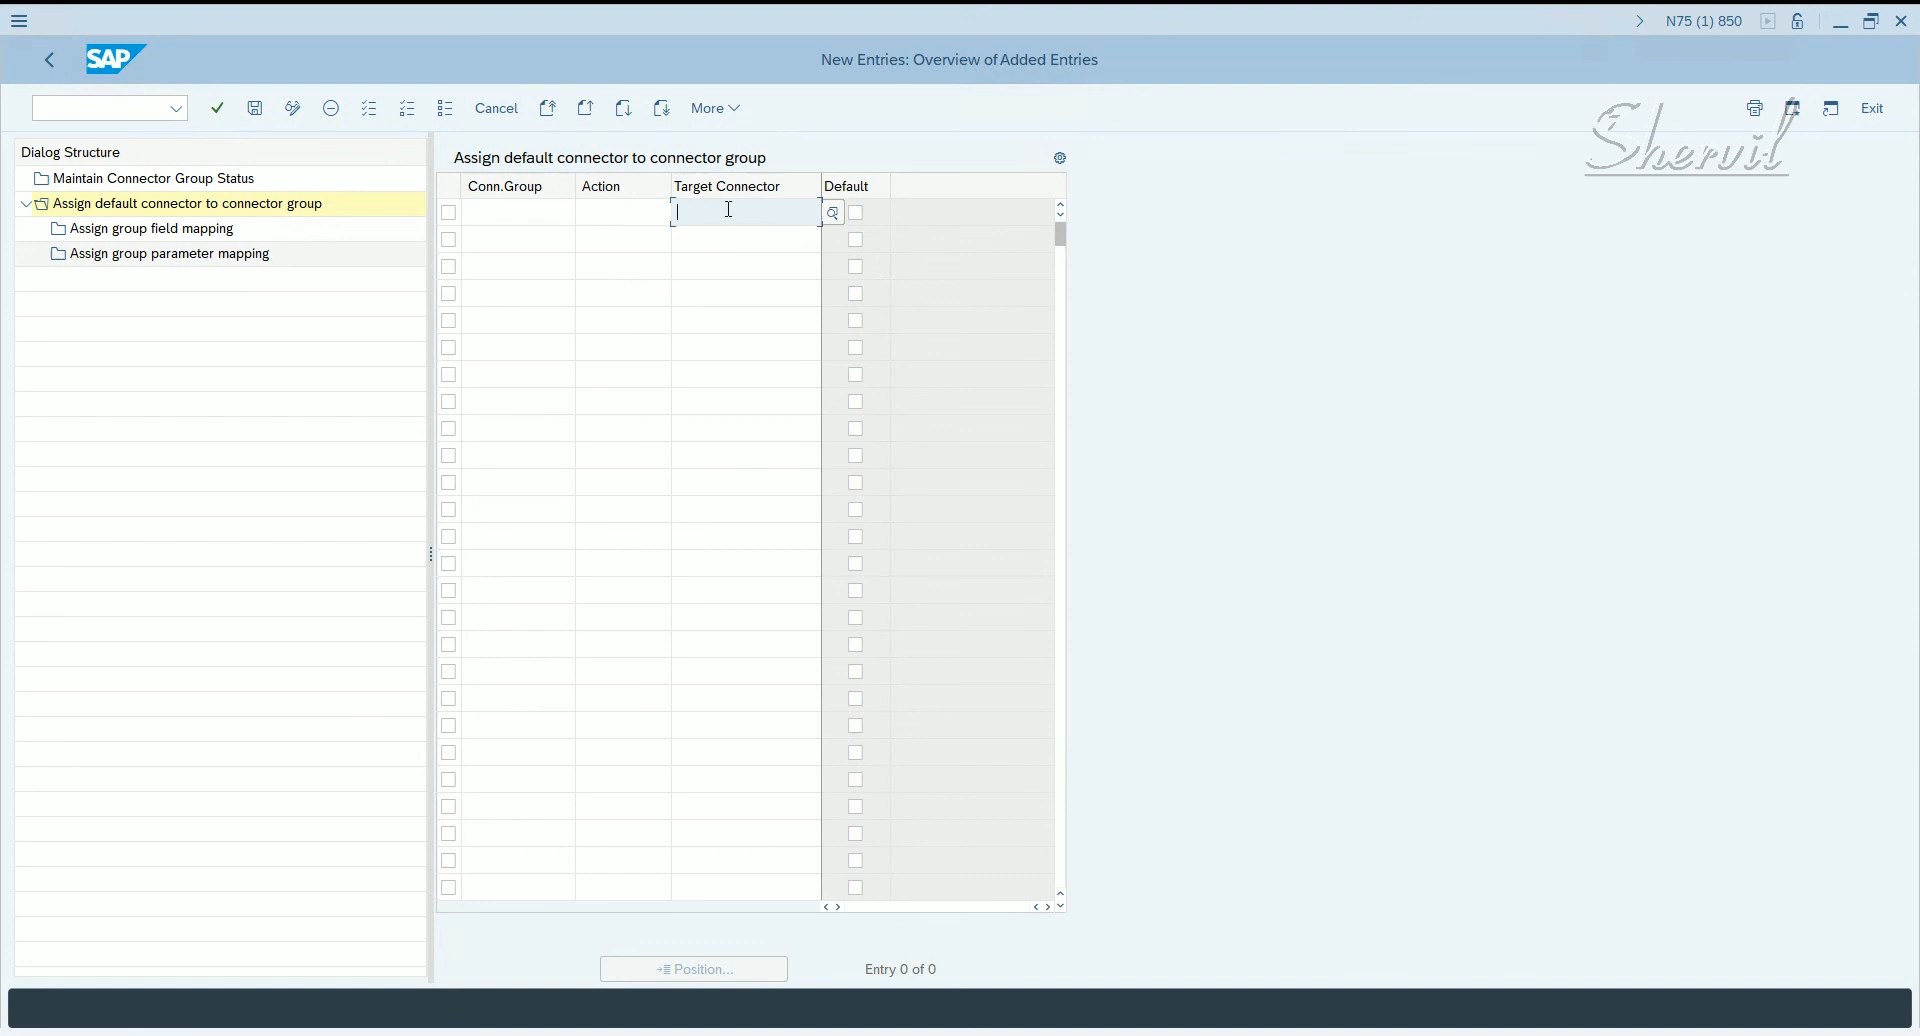 N75 (1) 850
SAP
New Entries: Overview of Added Entries
Cancel
More
Exit
Shervil
Dialog Structure
Maintain Connector Group Status
Assign default connector to connector group
Assign group field mapping
Assign group parameter mapping
Assign default connector to connector group
Conn.Group Action Target Connector Default
Position...
Entry 0 of 0